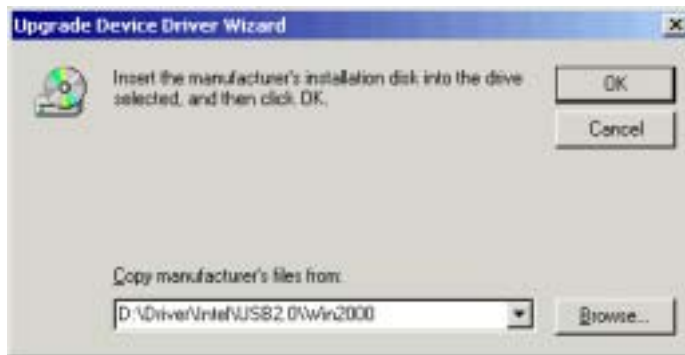 Upgrade Device Driver Wizard
Insert the manufacturer's installation disk into the drive
selected, and then click OK.
OK
Cancel
Copy manufacturer's files from:
D:\Driver\Intel\USB2.0\Win2000
Browse...